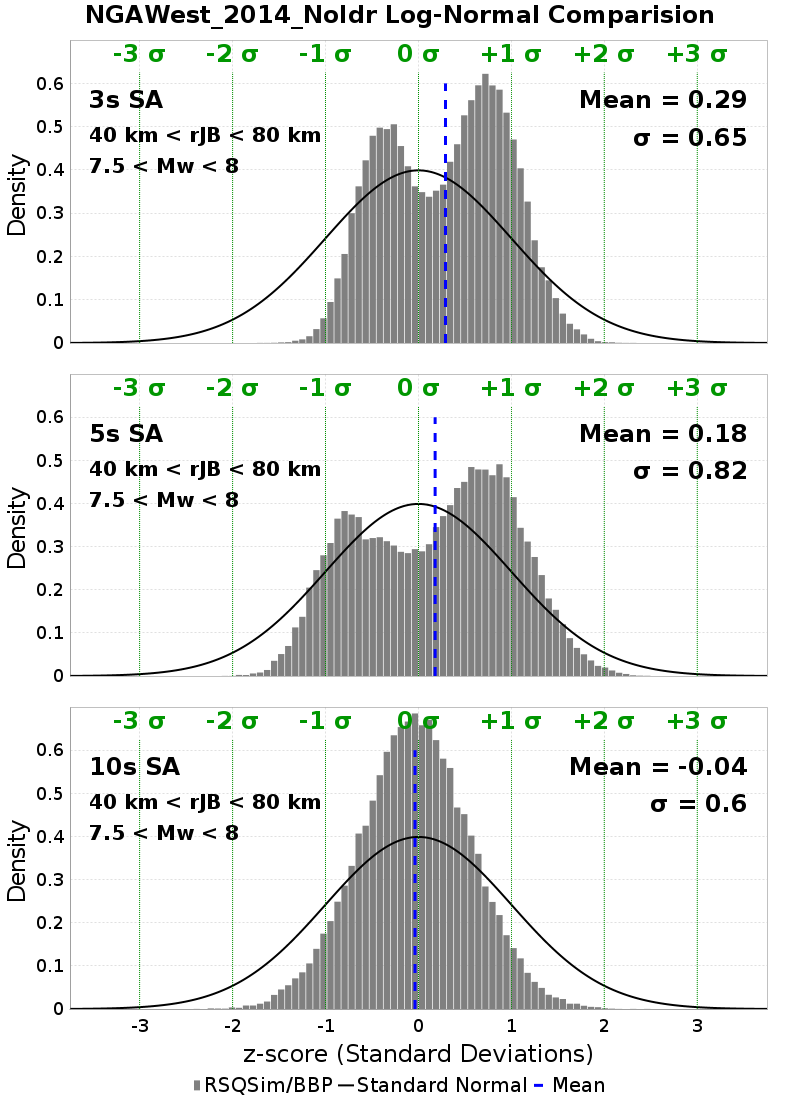 NGAWest_2014_NoIdr Log-Normal Comparision
-3 σ -2 σ -1 σ 0 σ +1 σ +2 σ +3 σ
0.6
3s SA Mean = 0.29
0.5
40 km < rJB < 80 km σ = 0.65
7.5 < Mw < 8
0.4
0.3
0.2
0.1
0
Density
-3 σ -2 σ -1 σ 0 σ +1 σ +2 σ +3 σ
0.6
5s SA Mean = 0.18
0.5
40 km < rJB < 80 km σ = 0.82
7.5 < Mw < 8
0.4
0.3
0.2
0.1
0
Density
-3 σ -2 σ -1 σ 0 σ +1 σ +2 σ +3 σ
0.6
10s SA Mean = -0.04
0.5
40 km < rJB < 80 km σ = 0.6
7.5 < Mw < 8
0.4
0.3
0.2
0.1
0
Density
-3 -2 -1 0 1 2 3
z-score (Standard Deviations)
RSQSim/BBP Standard Normal Mean